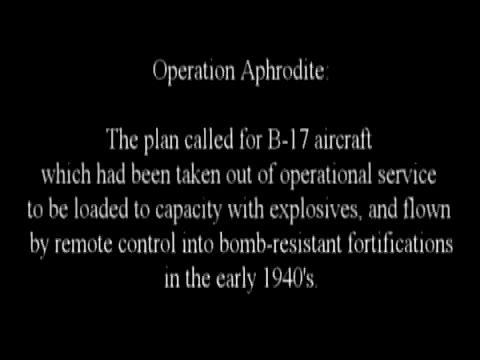 Operation Aphrodite:
The plan called for B-17 aircraft
which had been taken out of operational service
to be loaded to capacity with explosives, and flown
by remote control into bomb-resistant fortifications
in the early 1940's.